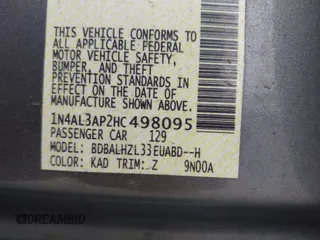 THIS VEHICLE CONFORMS TO
ALL APPLICABLE FEDERAL
MOTOR VEHICLE SAFETY,
BUMPER, AND THEFT
PREVENTION STANDARDS IN
EFFECT ON THE DATE OF
MANUFACTURE SHOWN ABOVE.
1N4AL3AP2HC498095
PASSENGER CAR 129
MODEL: BDBALHZL33EUABD--H
COLOR: KAD TRIM: Z 9N00A
© DREAMBID